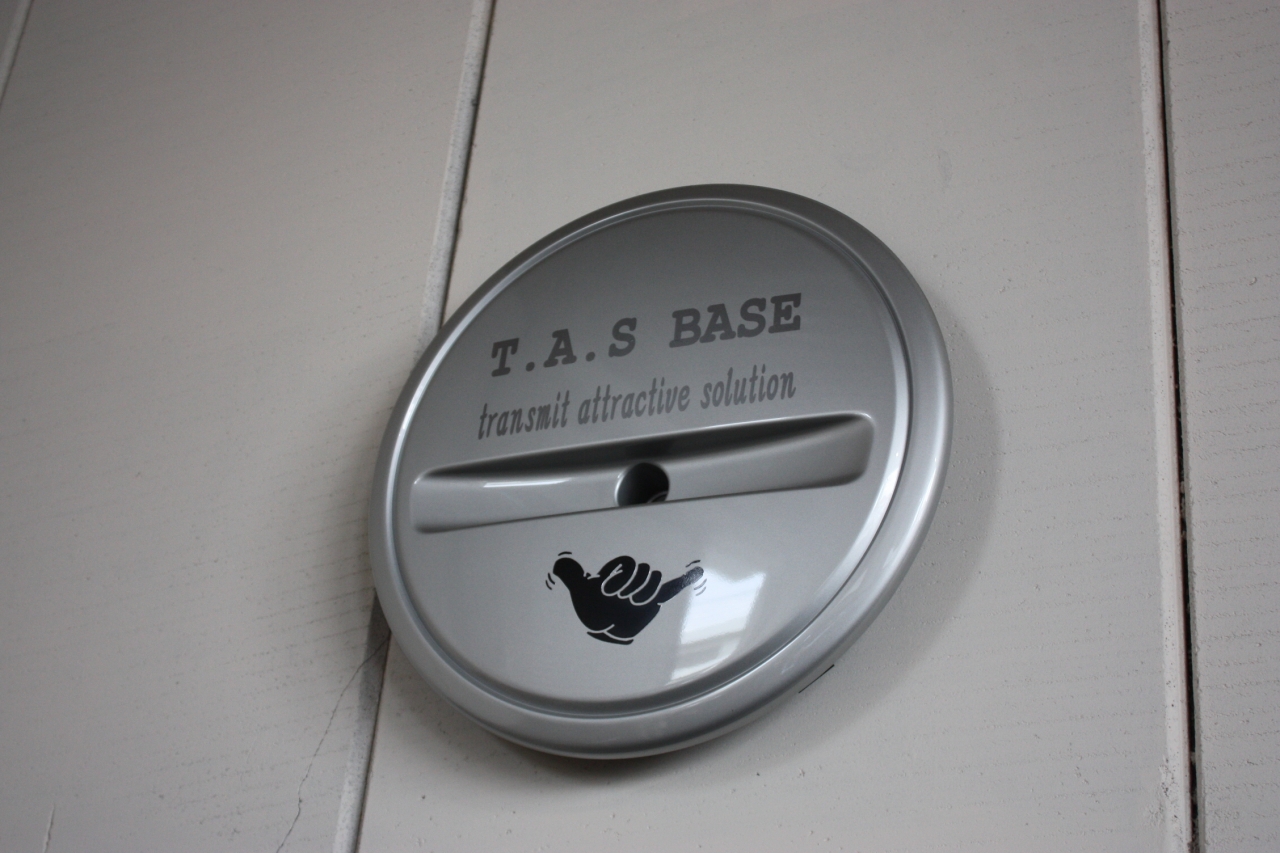 T.A.S BASE
transmit attractive solution